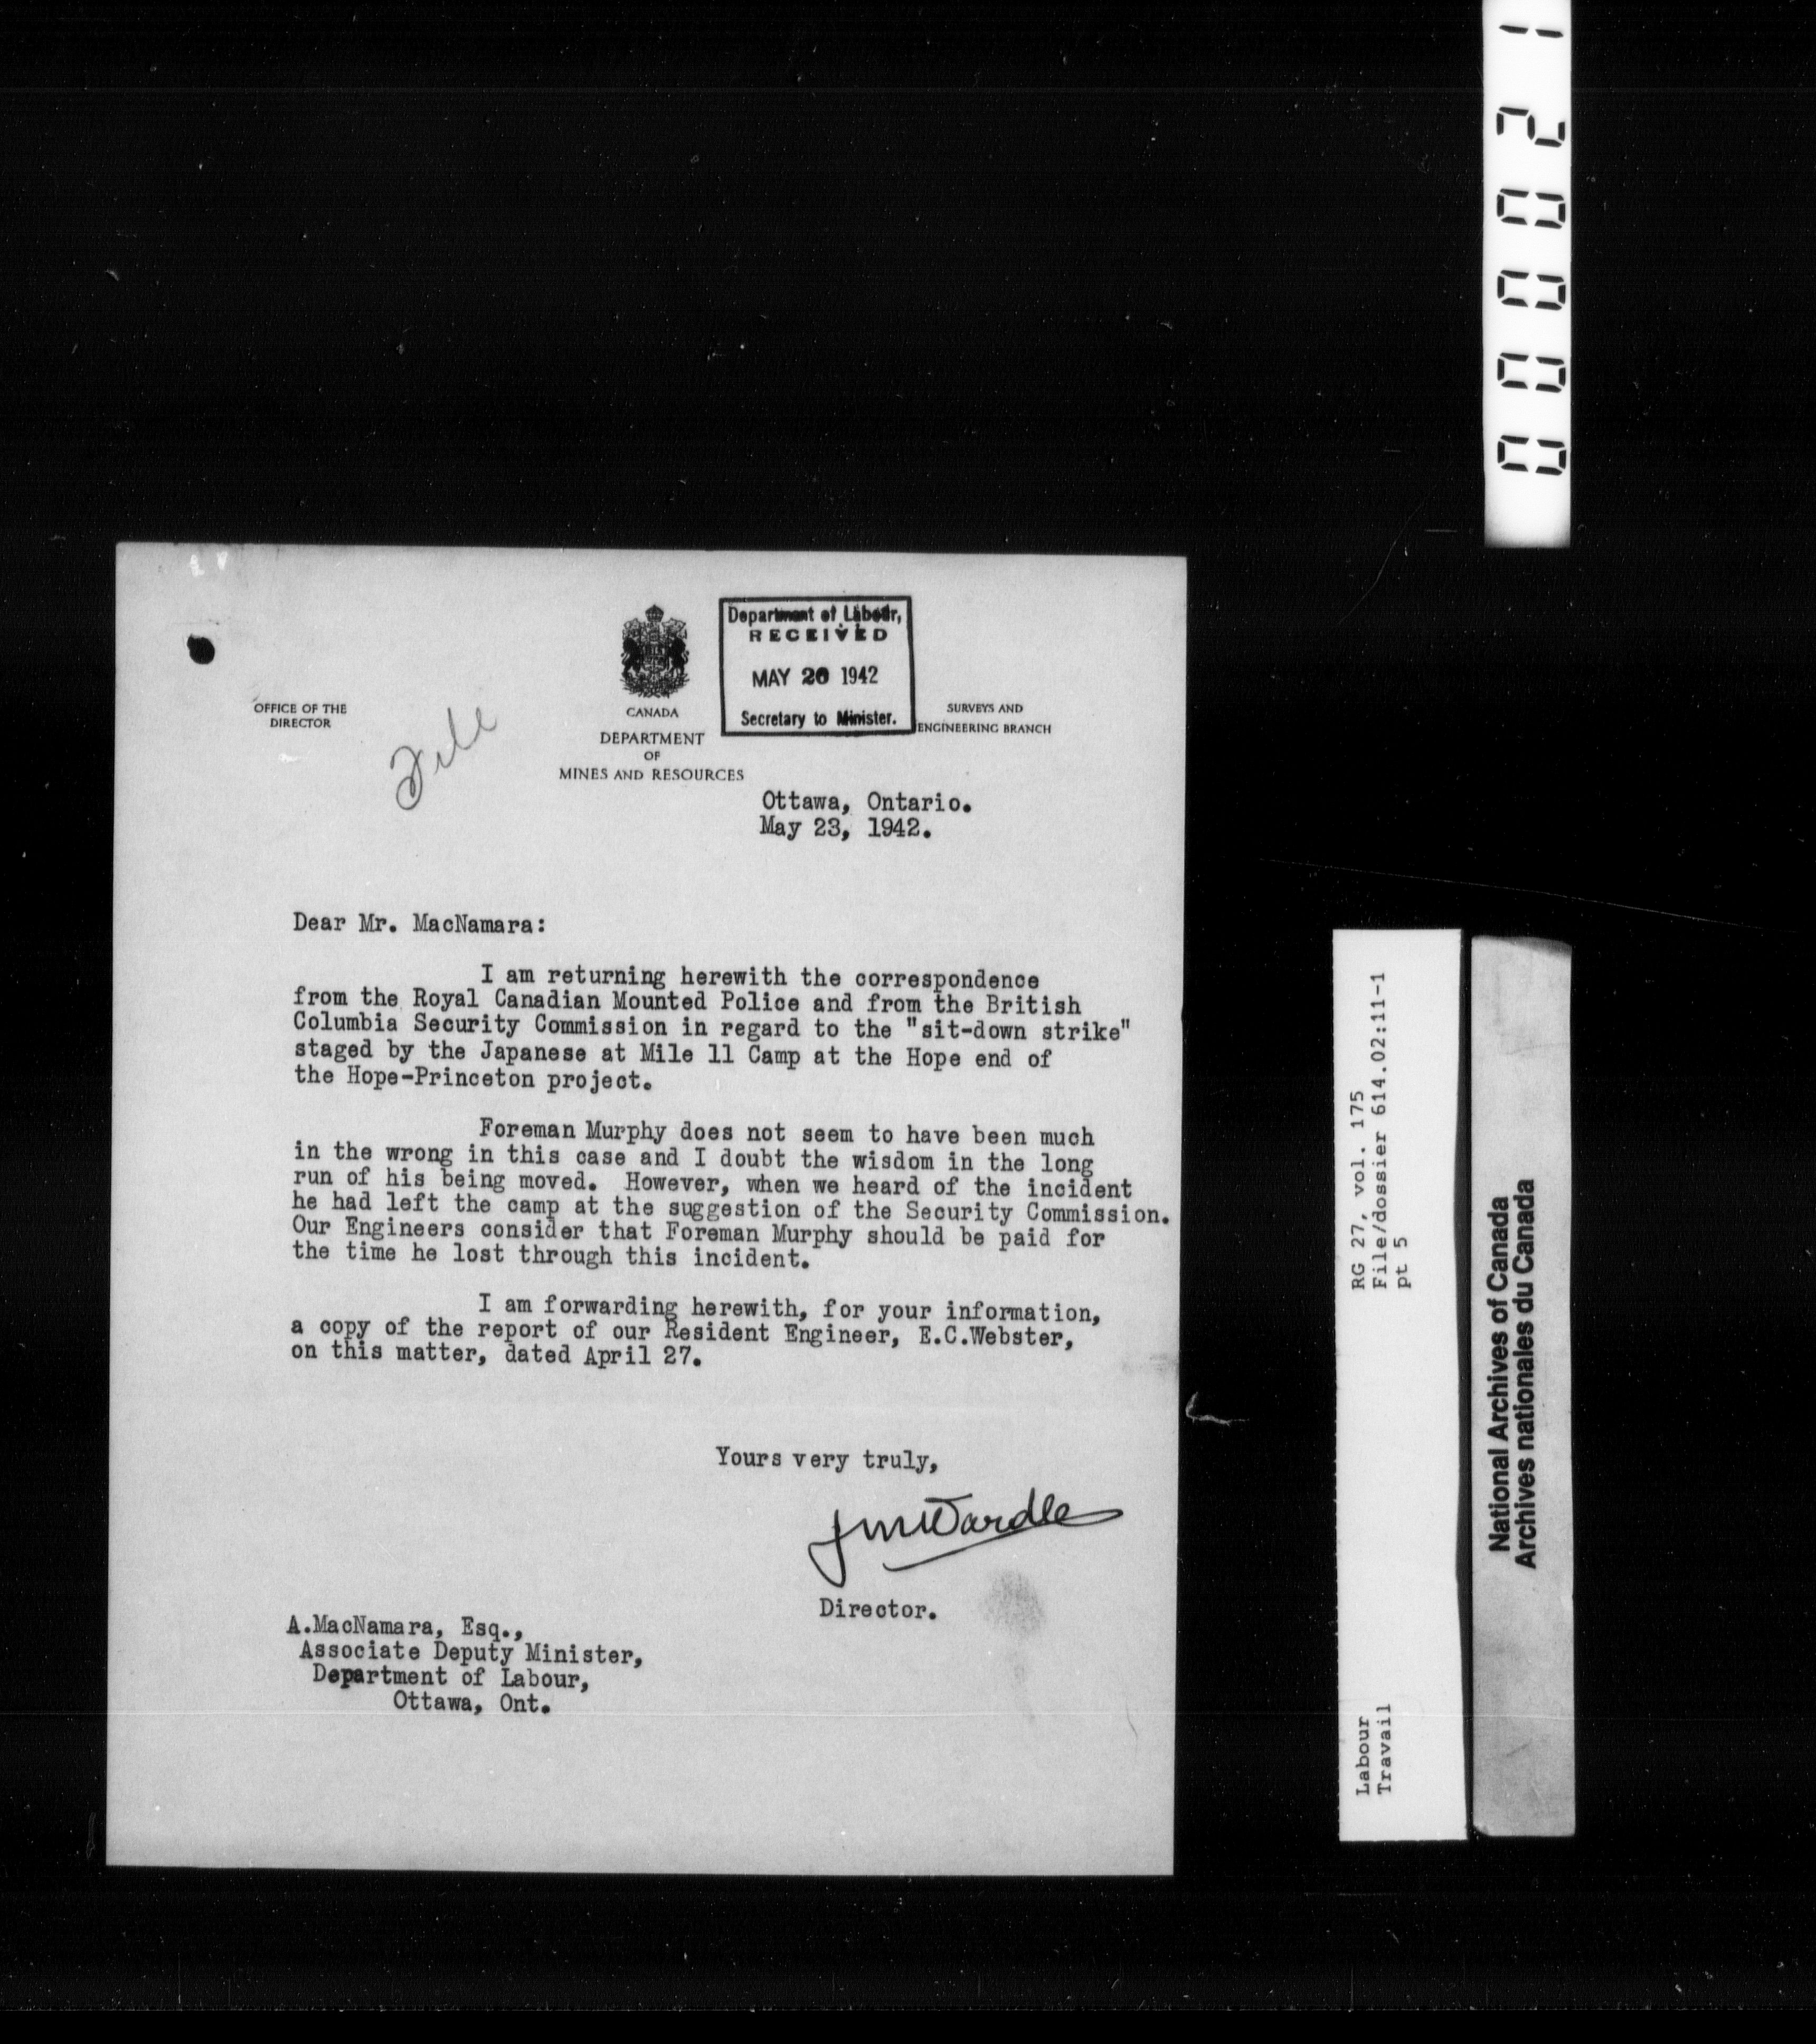 Department of Labour,
RECEIVED
MAY 26 1942
Secretary to Minister.
OFFICE OF THE
DIRECTOR
File
CANADA
DEPARTMENT
OF
MINES AND RESOURCES
SURVEYS AND
ENGINEERING BRANCH
Ottawa, Ontario.
May 23, 1942.
Dear Mr. MacNamara:
I am returning herewith the correspondence
from the Royal Canadian Mounted Police and from the British
Columbia Security Commission in regard to the "sit-down strike"
staged by the Japanese at Mile 11 Camp at the Hope end of
the Hope-Princeton project.
Foreman Murphy does not seem to have been much
in the wrong in this case and I doubt the wisdom in the long
run of his being moved. However, when we heard of the incident
he had left the camp at the suggestion of the Security Commission.
Our Engineers consider that Foreman Murphy should be paid for
the time he lost through this incident.
I am forwarding herewith, for your information,
a copy of the report of our Resident Engineer, E.C.Webster,
on this matter, dated April 27.
Yours very truly,
JMWardle
Director.
A.MacNamara, Esq.,
Associate Deputy Minister,
Department of Labour,
Ottawa, Ont.
000021
RG 27, vol. 175
File/dossier 614.02:11-1
pt 5
Labour
Travail
National Archives of Canada
Archives nationales du Canada